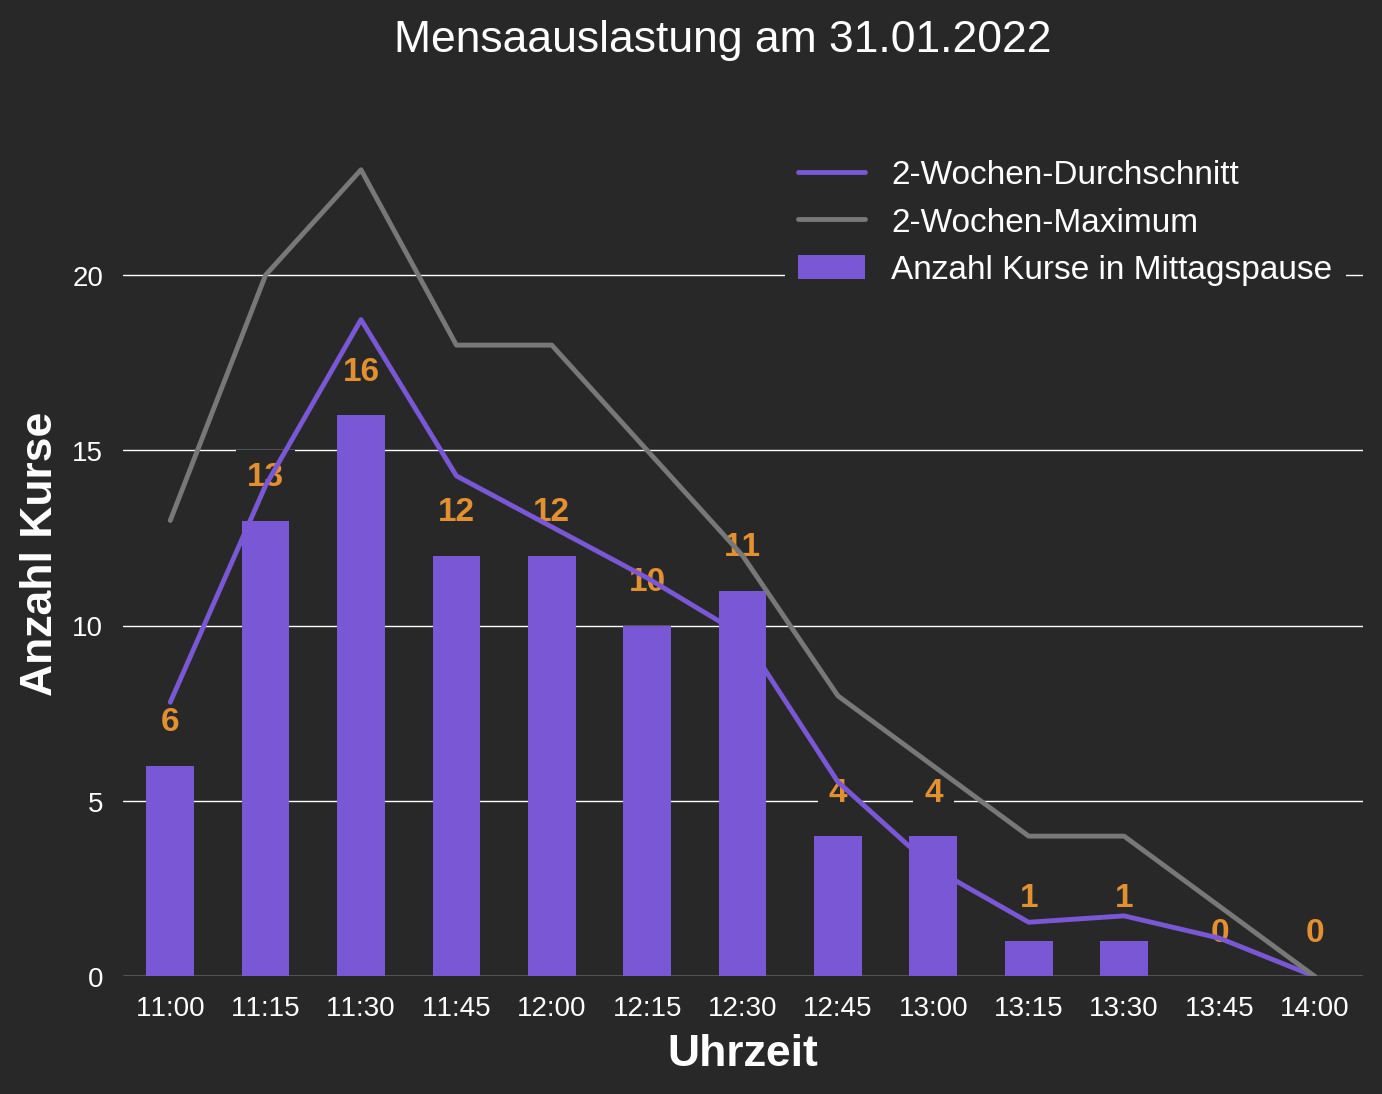 Mensaauslastung am 31.01.2022
2-Wochen-Durchschnitt
2-Wochen-Maximum
Anzahl Kurse in Mittagspause
Anzahl Kurse
20
15
10
5
0
6
13
16
12
12
10
11
4
4
1
1
0
0
11:00 11:15 11:30 11:45 12:00 12:15 12:30 12:45 13:00 13:15 13:30 13:45 14:00
Uhrzeit